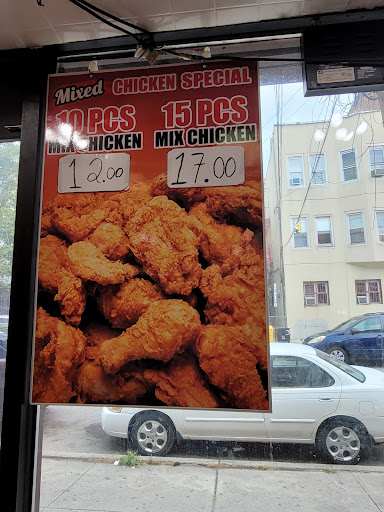 Mixed CHICKEN SPECIAL
10 PCS 15 PCS
MIX CHICKEN MIX CHICKEN
12.00 17.00